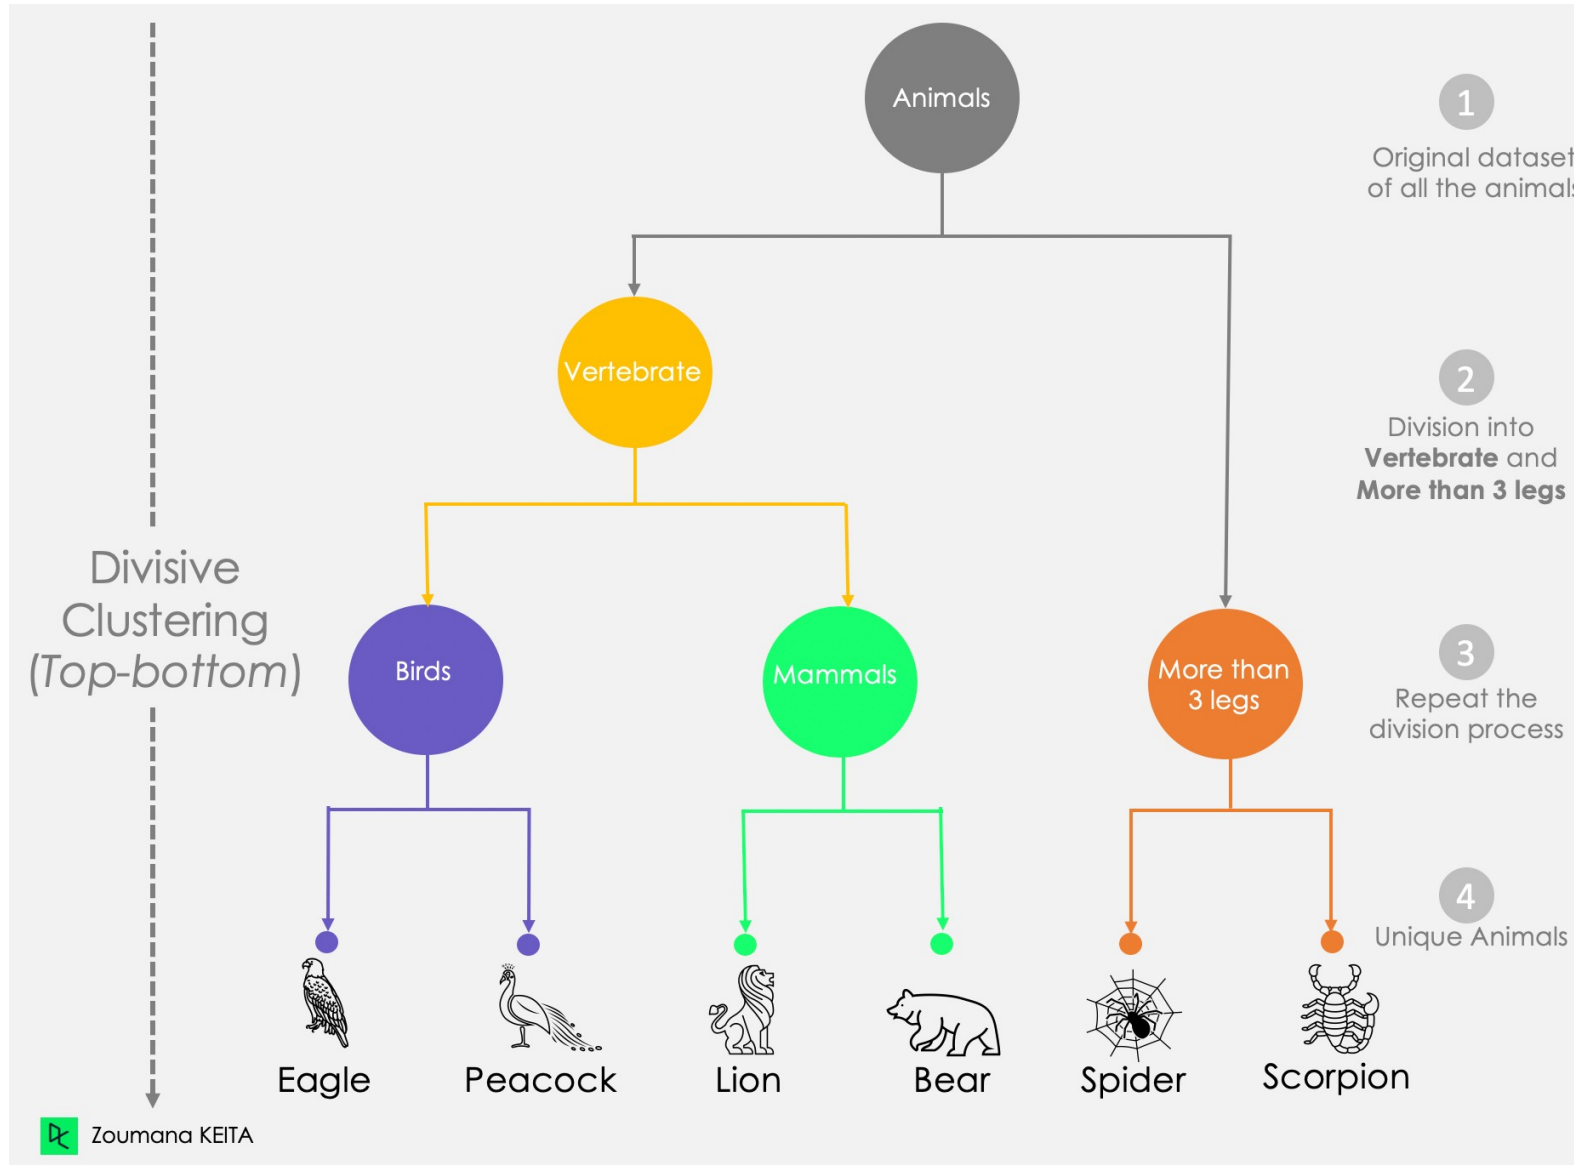 Animals
1
Original dataset
of all the animals
Vertebrate
2
Division into
Vertebrate and
More than 3 legs
Divisive
Clustering
(Top-bottom)
Birds
Mammals
More than
3 legs
3
Repeat the
division process
4
Unique Animals
Eagle
Peacock
Lion
Bear
Spider
Scorpion
Zoumana KEITA